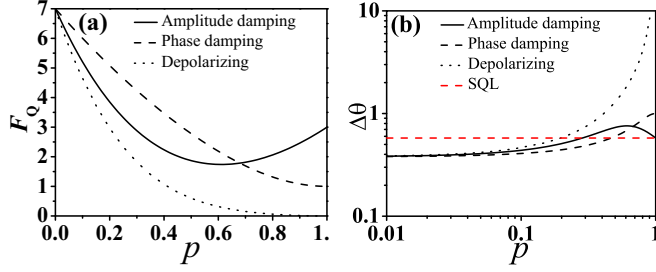 7
6
5
4
3
2
1
0
F_Q
(a)
Amplitude damping
Phase damping
Depolarizing
0.0 0.2 0.4 0.6 0.8 1.
p
10
1
0.1
Δθ
(b)
Amplitude damping
Phase damping
Depolarizing
SQL
0.01 0.1 1
p